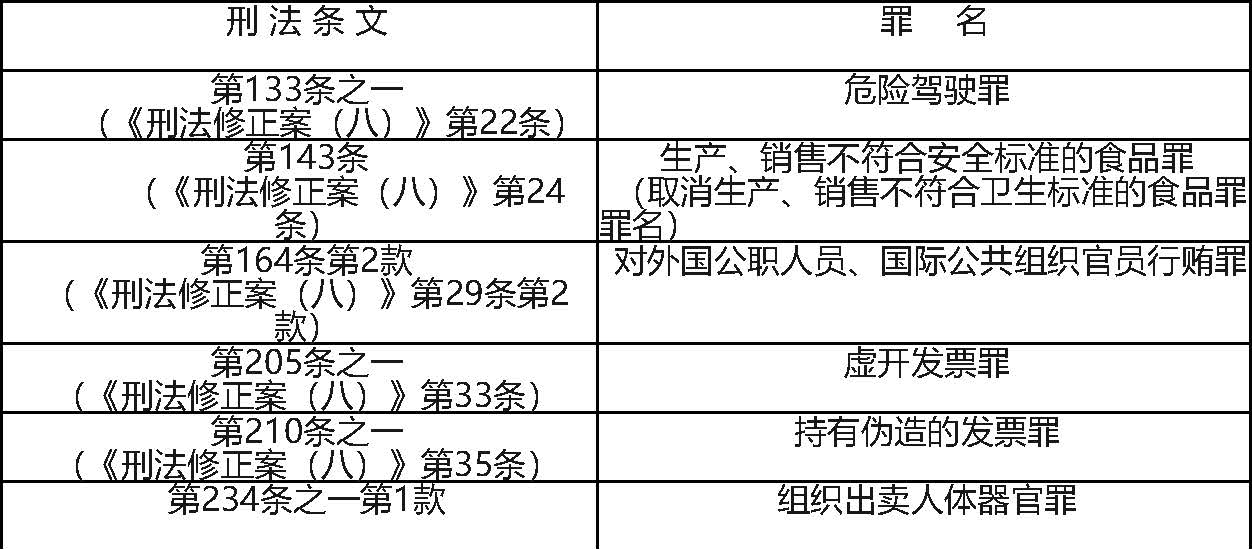 刑 法 条 文
罪 名
第133条之一
（《刑法修正案（八）》第22条）
危险驾驶罪
第143条
（《刑法修正案（八）》第24
条）
生产、销售不符合安全标准的食品罪
（取消生产、销售不符合卫生标准的食品罪
罪名）
第164条第2款
（《刑法修正案（八）》第29条第2
款）
对外国公职人员、国际公共组织官员行贿罪
第205条之一
（《刑法修正案（八）》第33条）
虚开发票罪
第210条之一
（《刑法修正案（八）》第35条）
持有伪造的发票罪
第234条之一第1款
组织出卖人体器官罪